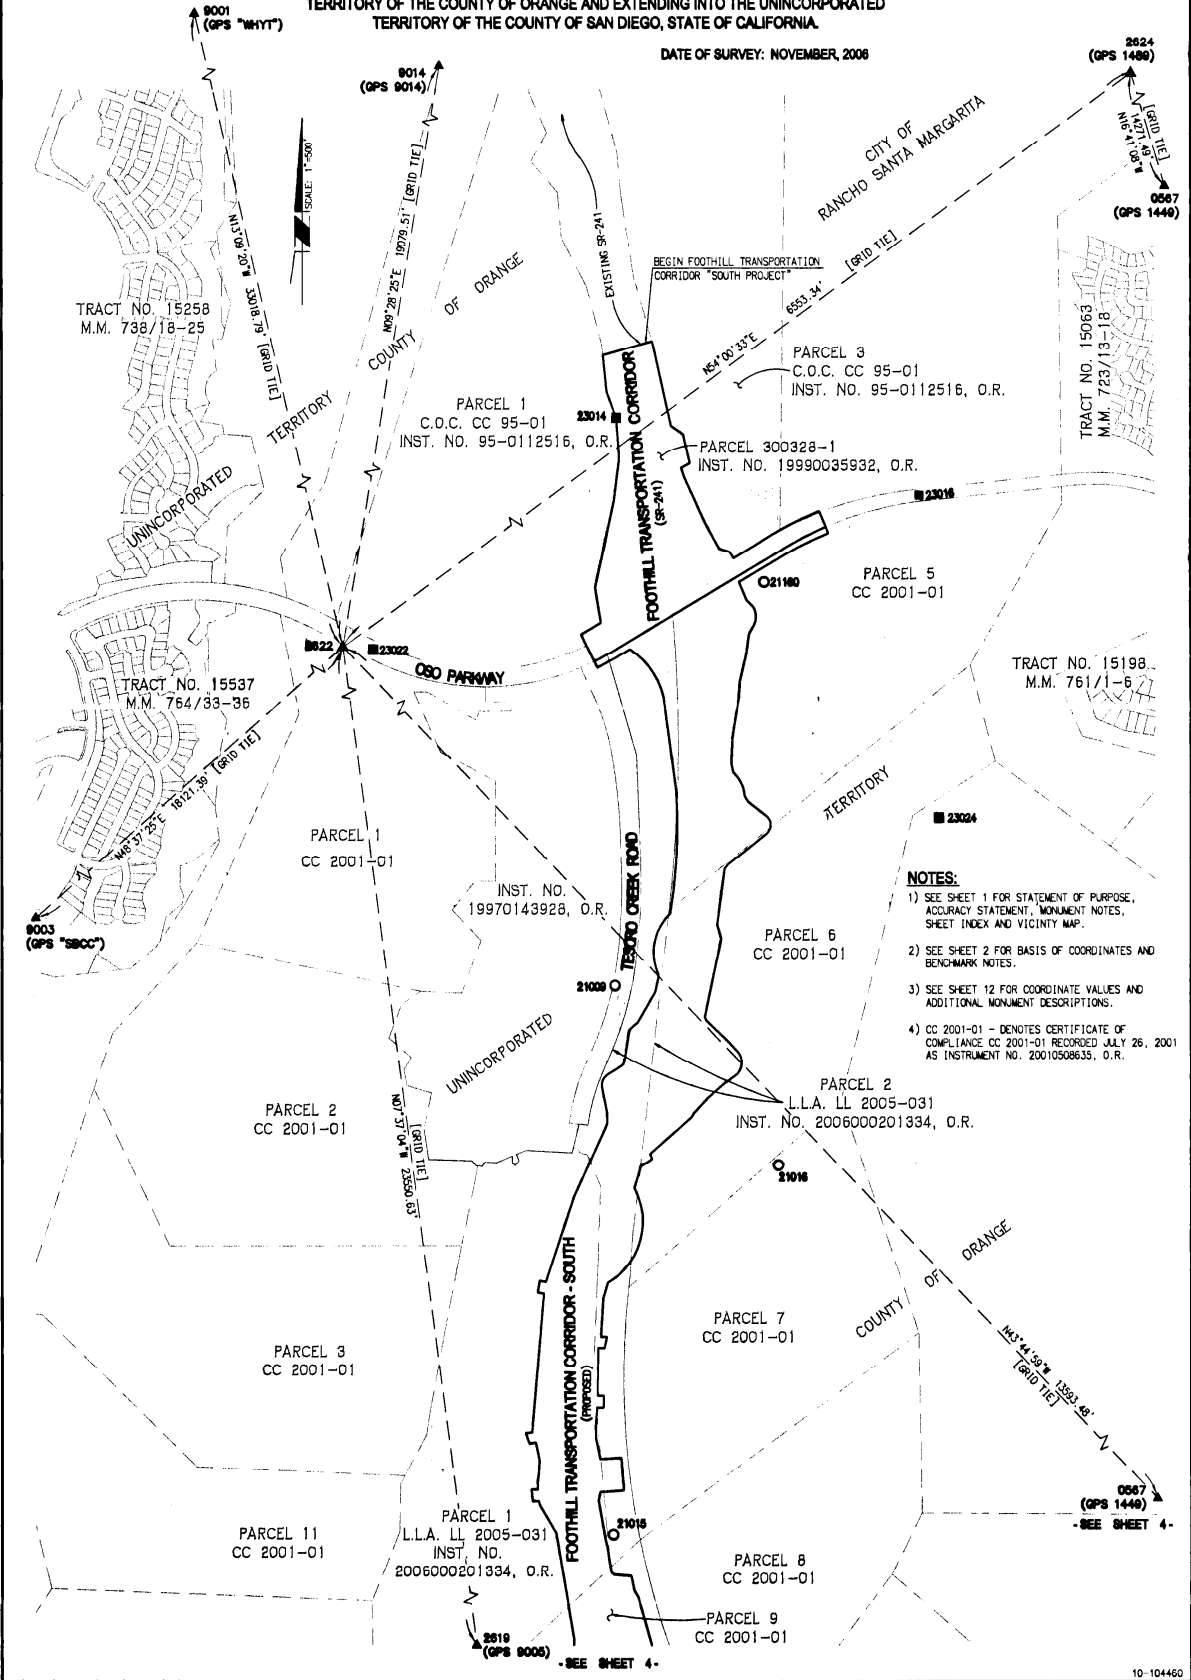 TERRITORY OF THE COUNTY OF ORANGE AND EXTENDING INTO THE UNINCORPORATED
TERRITORY OF THE COUNTY OF SAN DIEGO, STATE OF CALIFORNIA.
DATE OF SURVEY: NOVEMBER, 2006
9001
(GPS "WHYT")
9014
(GPS 9014)
2624
(GPS 1469)
[GRID TIE]
14271.49'
N16°41'08"W
0567
(GPS 1449)
SCALE: 1"=500'
N13°09'20"W 33018.79' [GRID TIE]
N09°28'25"E 19079.51' [GRID TIE]
EXISTING SR-241
CITY OF
RANCHO SANTA MARGARITA
BEGIN FOOTHILL TRANSPORTATION
CORRIDOR "SOUTH PROJECT"
N54°00'33"E 6553.34' [GRID TIE]
TRACT NO. 15258
M.M. 738/18-25
UNINCORPORATED TERRITORY COUNTY OF ORANGE
PARCEL 1
C.O.C. CC 95-01
INST. NO. 95-0112516, O.R.
23014
FOOTHILL TRANSPORTATION CORRIDOR
(SR-241)
PARCEL 3
C.O.C. CC 95-01
INST. NO. 95-0112516, O.R.
PARCEL 300328-1
INST. NO. 19990035932, O.R.
TRACT NO. 15063
M.M. 723/13-18
23016
21160
PARCEL 5
CC 2001-01
23022
OSO PARKWAY
TRACT NO. 15537
M.M. 764/33-36
TRACT NO. 15198
M.M. 761/1-6
N48°37'25"E 18121.39' [GRID TIE]
9003
(GPS "SBCC")
PARCEL 1
CC 2001-01
INST. NO.
19970143928, O.R.
TESORO CREEK ROAD
TERRITORY
23024
NOTES:
1) SEE SHEET 1 FOR STATEMENT OF PURPOSE,
ACCURACY STATEMENT, MONUMENT NOTES,
SHEET INDEX AND VICINTY MAP.
2) SEE SHEET 2 FOR BASIS OF COORDINATES AND
BENCHMARK NOTES.
3) SEE SHEET 12 FOR COORDINATE VALUES AND
ADDITIONAL MONUMENT DESCRIPTIONS.
4) CC 2001-01 - DENOTES CERTIFICATE OF
COMPLIANCE CC 2001-01 RECORDED JULY 26, 2001
AS INSTRUMENT NO. 20010508635, O.R.
PARCEL 6
CC 2001-01
21009
UNINCORPORATED
PARCEL 2
L.L.A. LL 2005-031
INST. NO. 2006000201334, O.R.
PARCEL 2
CC 2001-01
N07°37'04"W 23550.63'
[GRID TIE]
21016
COUNTY OF ORANGE
PARCEL 7
CC 2001-01
PARCEL 3
CC 2001-01
FOOTHILL TRANSPORTATION CORRIDOR - SOUTH
(PROPOSED)
N43°44'59"W 13593.48'
[GRID TIE]
0567
(GPS 1449)
-SEE SHEET 4-
PARCEL 11
CC 2001-01
PARCEL 1
L.L.A. LL 2005-031
INST. NO.
2006000201334, O.R.
21015
PARCEL 8
CC 2001-01
PARCEL 9
CC 2001-01
2619
(GPS 9005)
-SEE SHEET 4-
10-104460